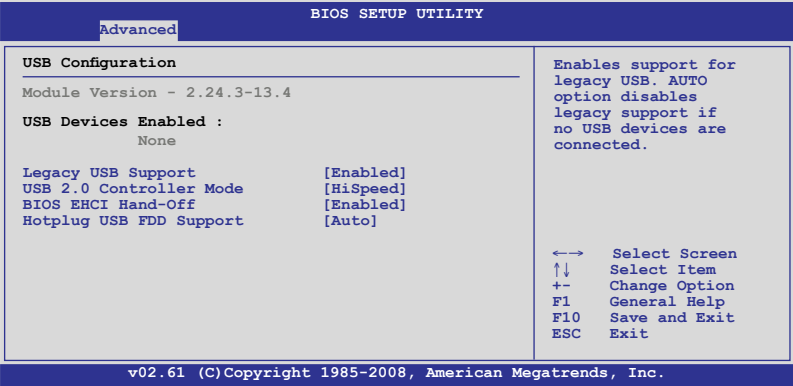 BIOS SETUP UTILITY
Advanced
USB Configuration
Module Version - 2.24.3-13.4
USB Devices Enabled :
None
Legacy USB Support [Enabled]
USB 2.0 Controller Mode [HiSpeed]
BIOS EHCI Hand-Off [Enabled]
Hotplug USB FDD Support [Auto]
Enables support for
legacy USB. AUTO
option disables
legacy support if
no USB devices are
connected.
←→ Select Screen
↑↓ Select Item
+- Change Option
F1 General Help
F10 Save and Exit
ESC Exit
v02.61 (C)Copyright 1985-2008, American Megatrends, Inc.